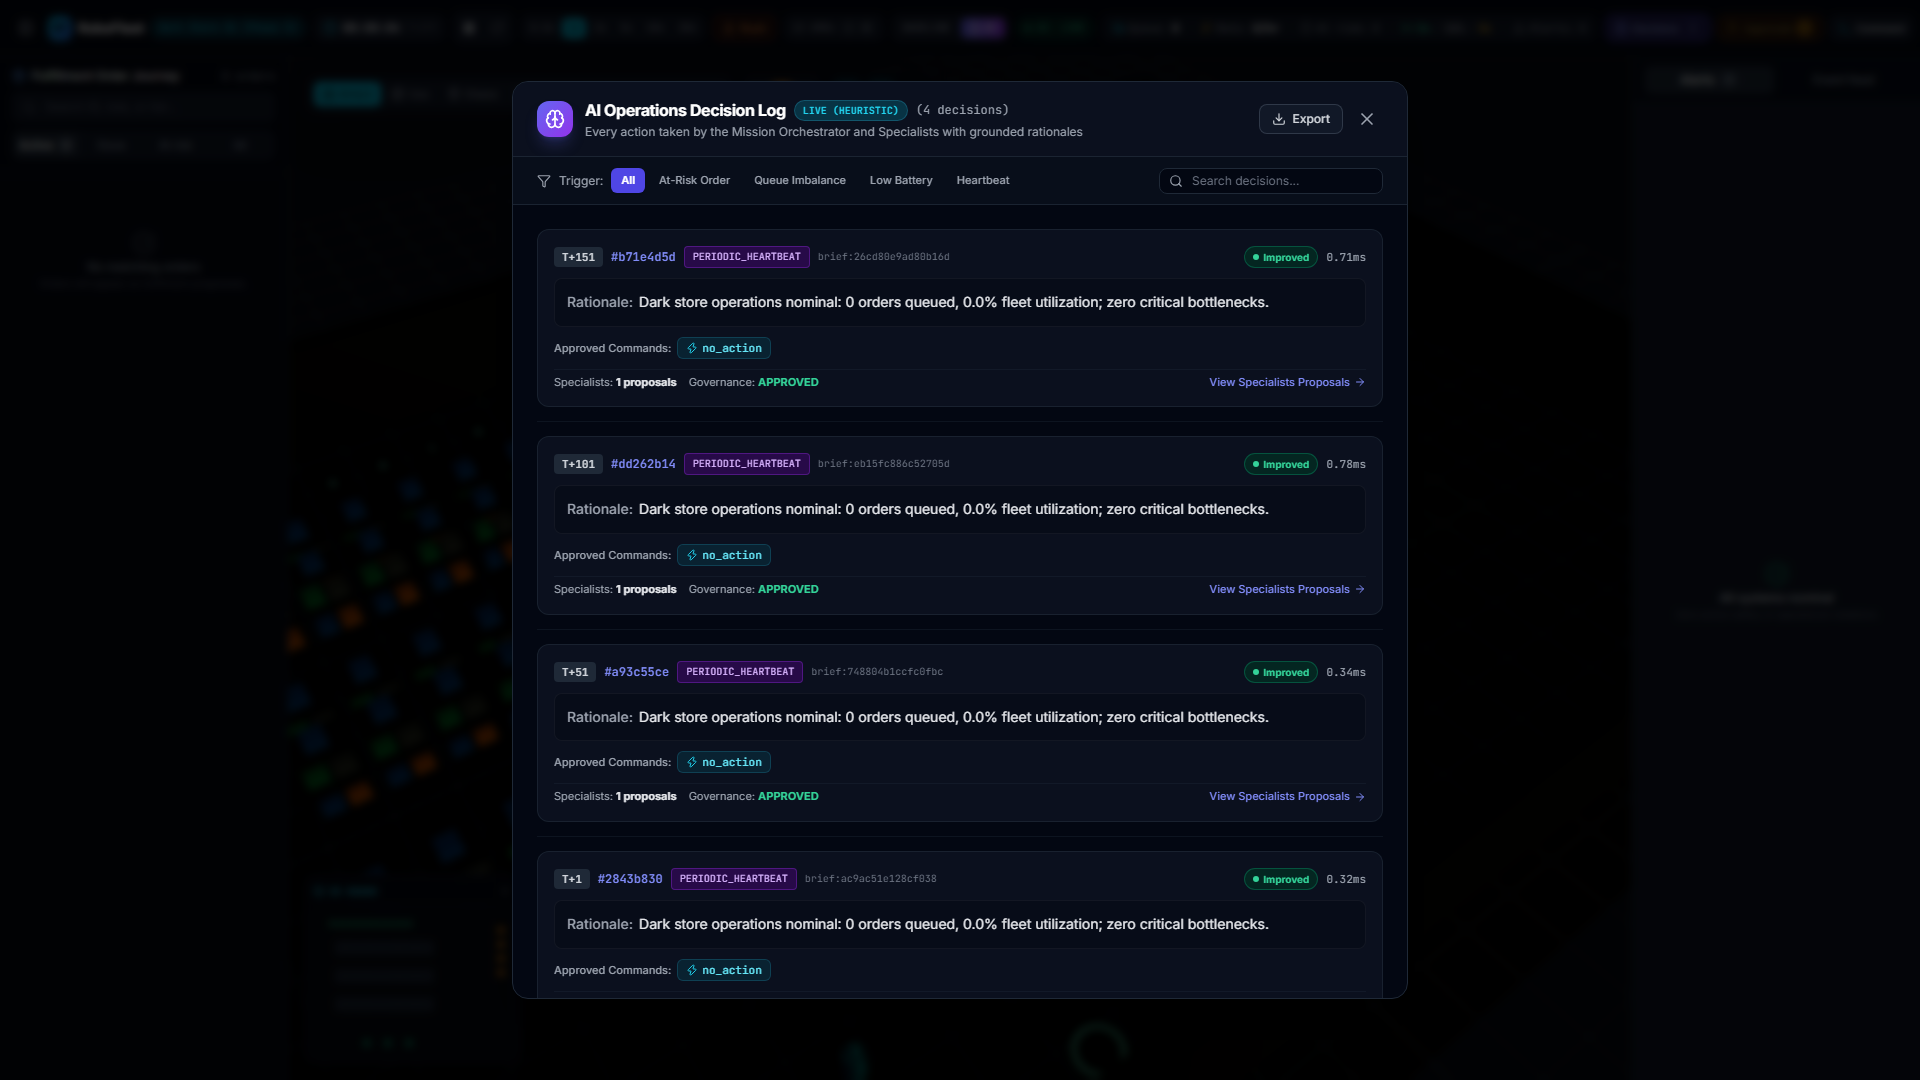 AI Operations Decision Log LIVE (HEURISTIC) (4 decisions)
Every action taken by the Mission Orchestrator and Specialists with grounded rationales
Export
Trigger: All At-Risk Order Queue Imbalance Low Battery Heartbeat
Search decisions...
T+151 #b71e4d5d PERIODIC_HEARTBEAT brief:26cd80e9ad80b16d Improved 0.71ms
Rationale: Dark store operations nominal: 0 orders queued, 0.0% fleet utilization; zero critical bottlenecks.
Approved Commands: no_action
Specialists: 1 proposals Governance: APPROVED View Specialists Proposals →
T+101 #dd262b14 PERIODIC_HEARTBEAT brief:eb15fc886c52705d Improved 0.78ms
Rationale: Dark store operations nominal: 0 orders queued, 0.0% fleet utilization; zero critical bottlenecks.
Approved Commands: no_action
Specialists: 1 proposals Governance: APPROVED View Specialists Proposals →
T+51 #a93c55ce PERIODIC_HEARTBEAT brief:748804b1ccfc0fbc Improved 0.34ms
Rationale: Dark store operations nominal: 0 orders queued, 0.0% fleet utilization; zero critical bottlenecks.
Approved Commands: no_action
Specialists: 1 proposals Governance: APPROVED View Specialists Proposals →
T+1 #2843b830 PERIODIC_HEARTBEAT brief:ac9ac51e128cf038 Improved 0.32ms
Rationale: Dark store operations nominal: 0 orders queued, 0.0% fleet utilization; zero critical bottlenecks.
Approved Commands: no_action